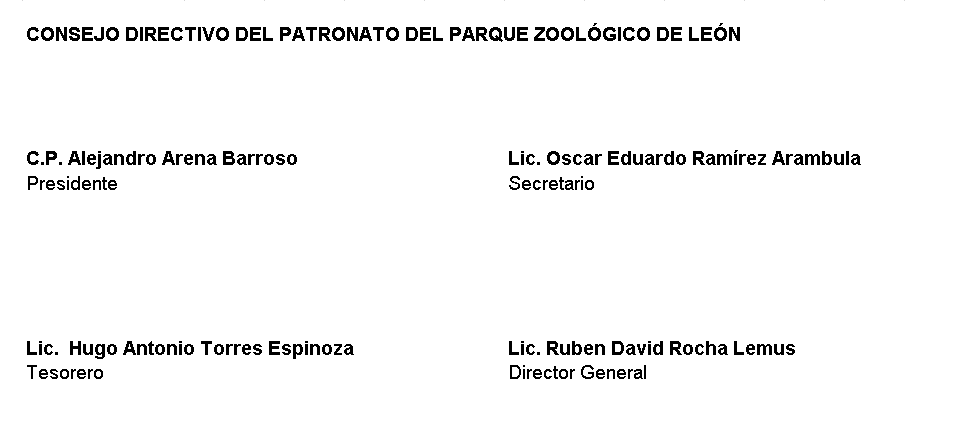 CONSEJO DIRECTIVO DEL PATRONATO DEL PARQUE ZOOLÓGICO DE LEÓN
C.P. Alejandro Arena Barroso
Presidente
Lic. Oscar Eduardo Ramírez Arambula
Secretario
Lic.  Hugo Antonio Torres Espinoza
Tesorero
Lic. Ruben David Rocha Lemus
Director General